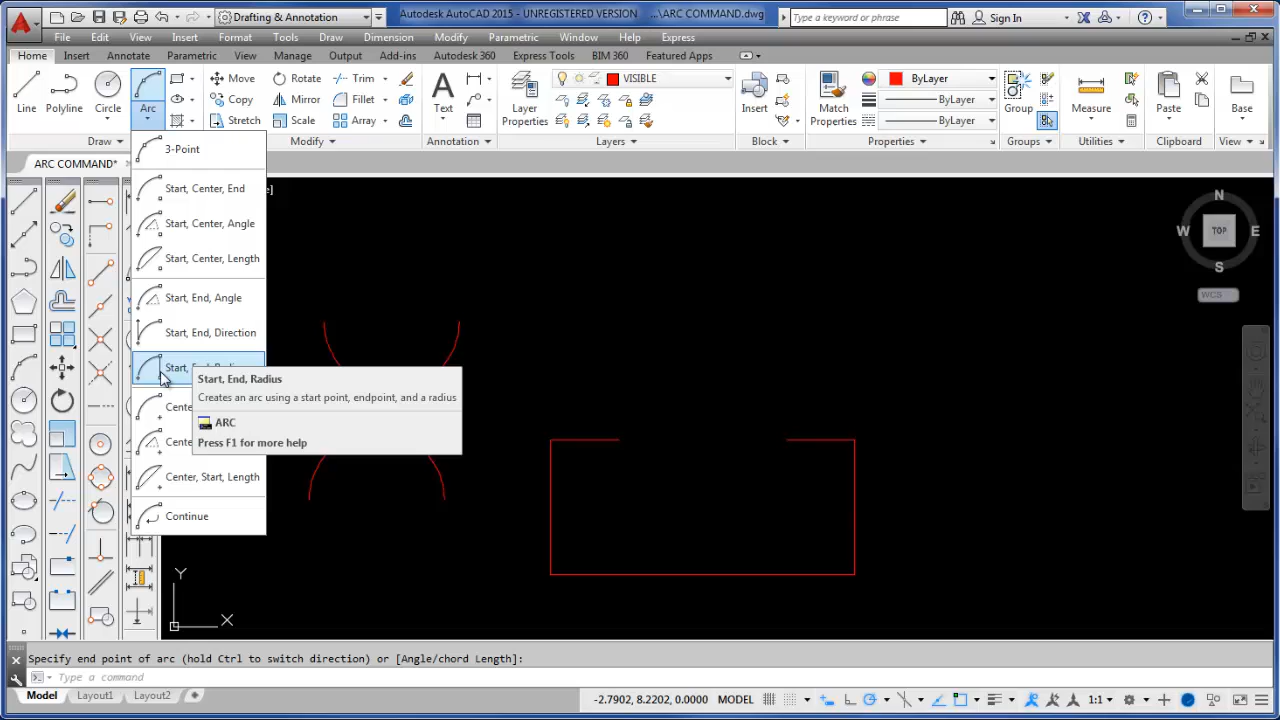 Drafting & Annotation
Autodesk AutoCAD 2015 - UNREGISTERED VERSION
...\ARC COMMAND.dwg
Type a keyword or phrase
Sign In
File Edit View Insert Format Tools Draw Dimension Modify Parametric Window Help Express
Home Insert Annotate Parametric View Manage Output Add-ins Autodesk 360 Express Tools BIM 360 Featured Apps
Line
Polyline
Circle
Arc
Move
Rotate
Trim
Copy
Mirror
Fillet
Stretch
Scale
Array
Text
Layer
Properties
VISIBLE
Insert
Match
Properties
ByLayer
ByLayer
ByLayer
Group
Measure
Paste
Base
Draw
Modify
Annotation
Layers
Block
Properties
Groups
Utilities
Clipboard
View
ARC COMMAND*
3-Point
Start, Center, End
Start, Center, Angle
Start, Center, Length
Start, End, Angle
Start, End, Direction
Start,
Cente
Cente
Center, Start, Length
Continue
Start, End, Radius
Creates an arc using a start point, endpoint, and a radius
ARC
Press F1 for more help
N
W
TOP
E
S
WCS
Y
X
Specify end point of arc (hold Ctrl to switch direction) or [Angle/chord Length]:
Type a command
Model
Layout1
Layout2
-2.7902, 8.2202, 0.0000
MODEL
1:1